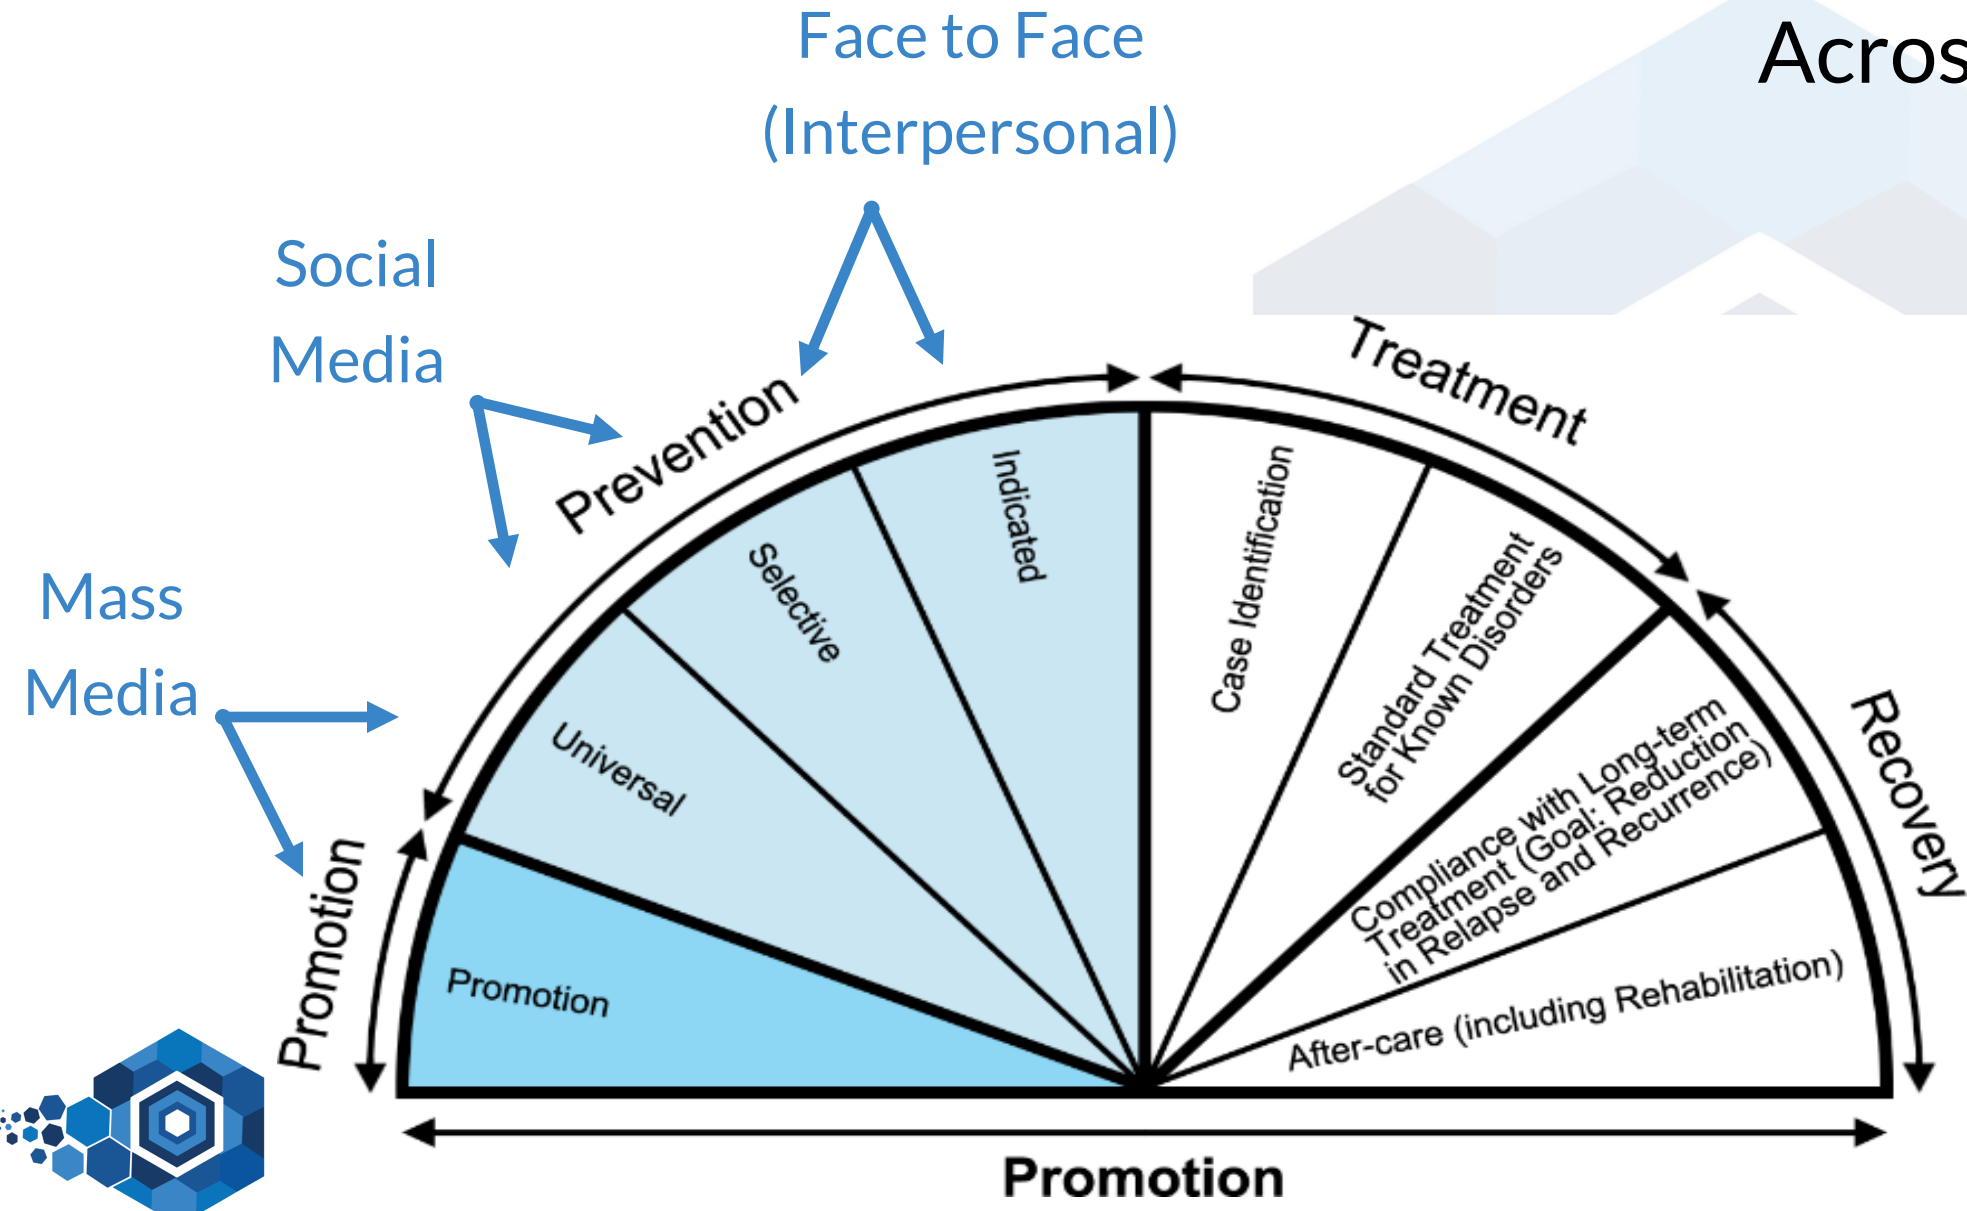 Face to Face
(Interpersonal)
Acros
Social
Media
Mass
Media
Promotion
Prevention
Treatment
Recovery
Promotion
Universal
Selective
Indicated
Case Identification
Standard Treatment
for Known Disorders
Compliance with Long-term
Treatment (Goal: Reduction
in Relapse and Recurrence)
After-care (including Rehabilitation)
Promotion